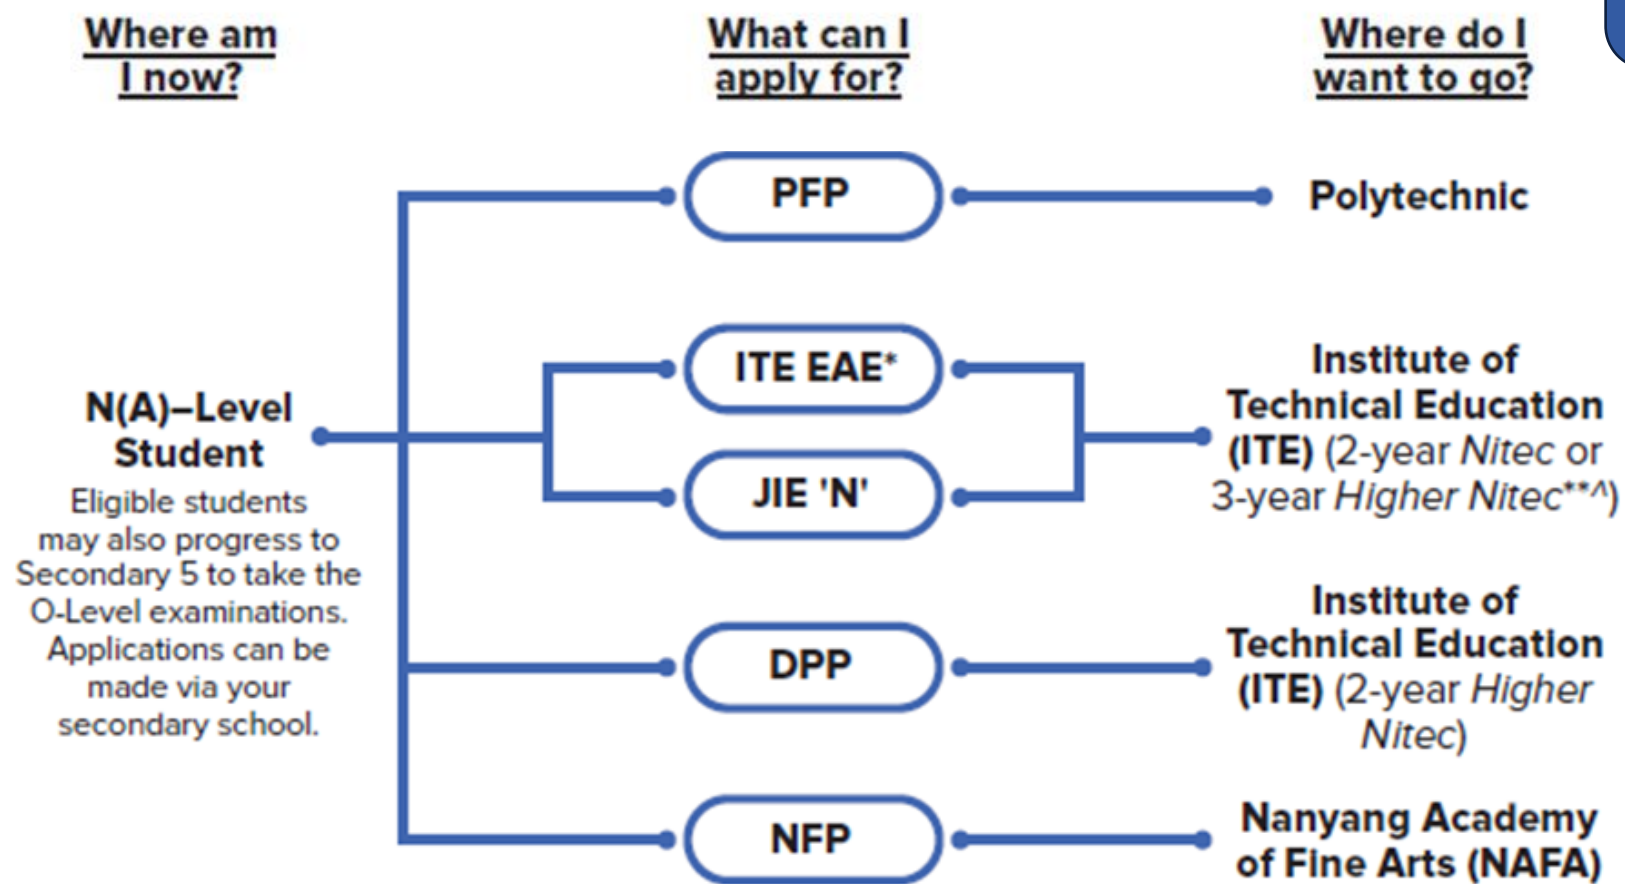 Where am
I now?
What can I
apply for?
Where do I
want to go?
N(A)–Level
Student
Eligible students
may also progress to
Secondary 5 to take the
O-Level examinations.
Applications can be
made via your
secondary school.
PFP
Polytechnic
ITE EAE*
JIE 'N'
Institute of
Technical Education
(ITE) (2-year Nitec or
3-year Higher Nitec**^)
DPP
Institute of
Technical Education
(ITE) (2-year Higher
Nitec)
NFP
Nanyang Academy
of Fine Arts (NAFA)